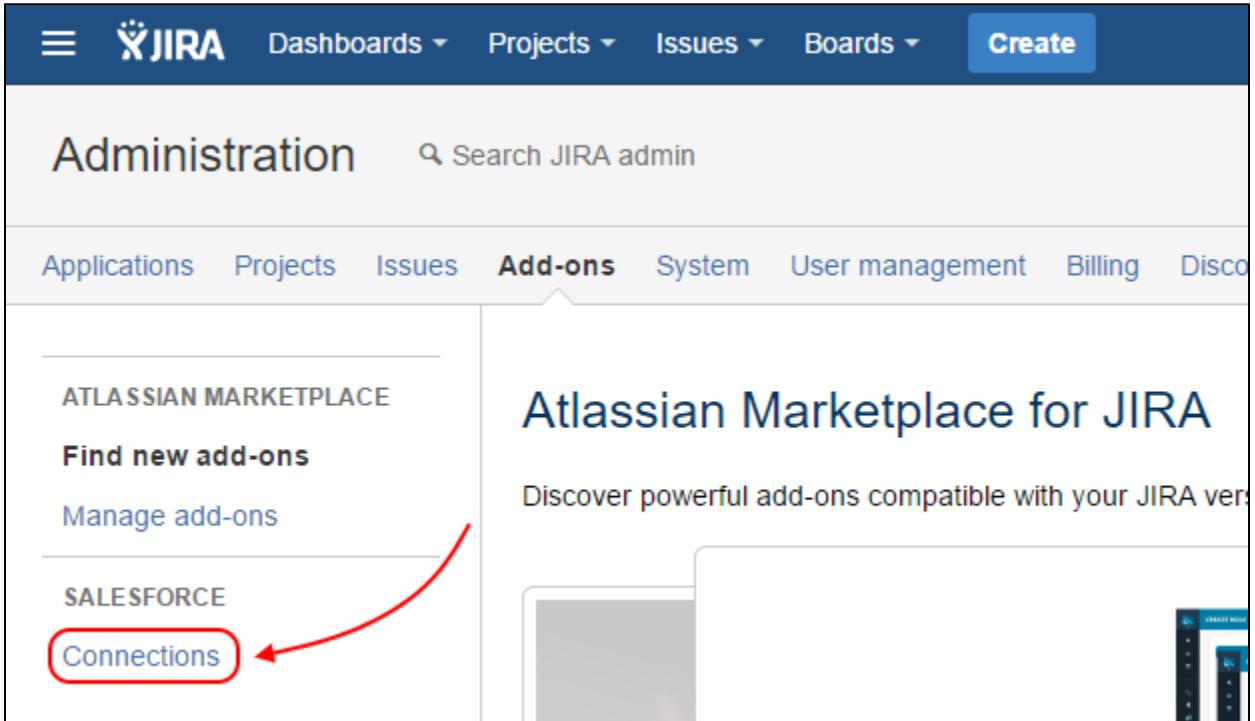 JIRA Dashboards Projects Issues Boards Create
Administration Search JIRA admin
Applications Projects Issues Add-ons System User management Billing Disco
ATLASSIAN MARKETPLACE
Find new add-ons
Manage add-ons
SALESFORCE
Connections
Atlassian Marketplace for JIRA
Discover powerful add-ons compatible with your JIRA vers